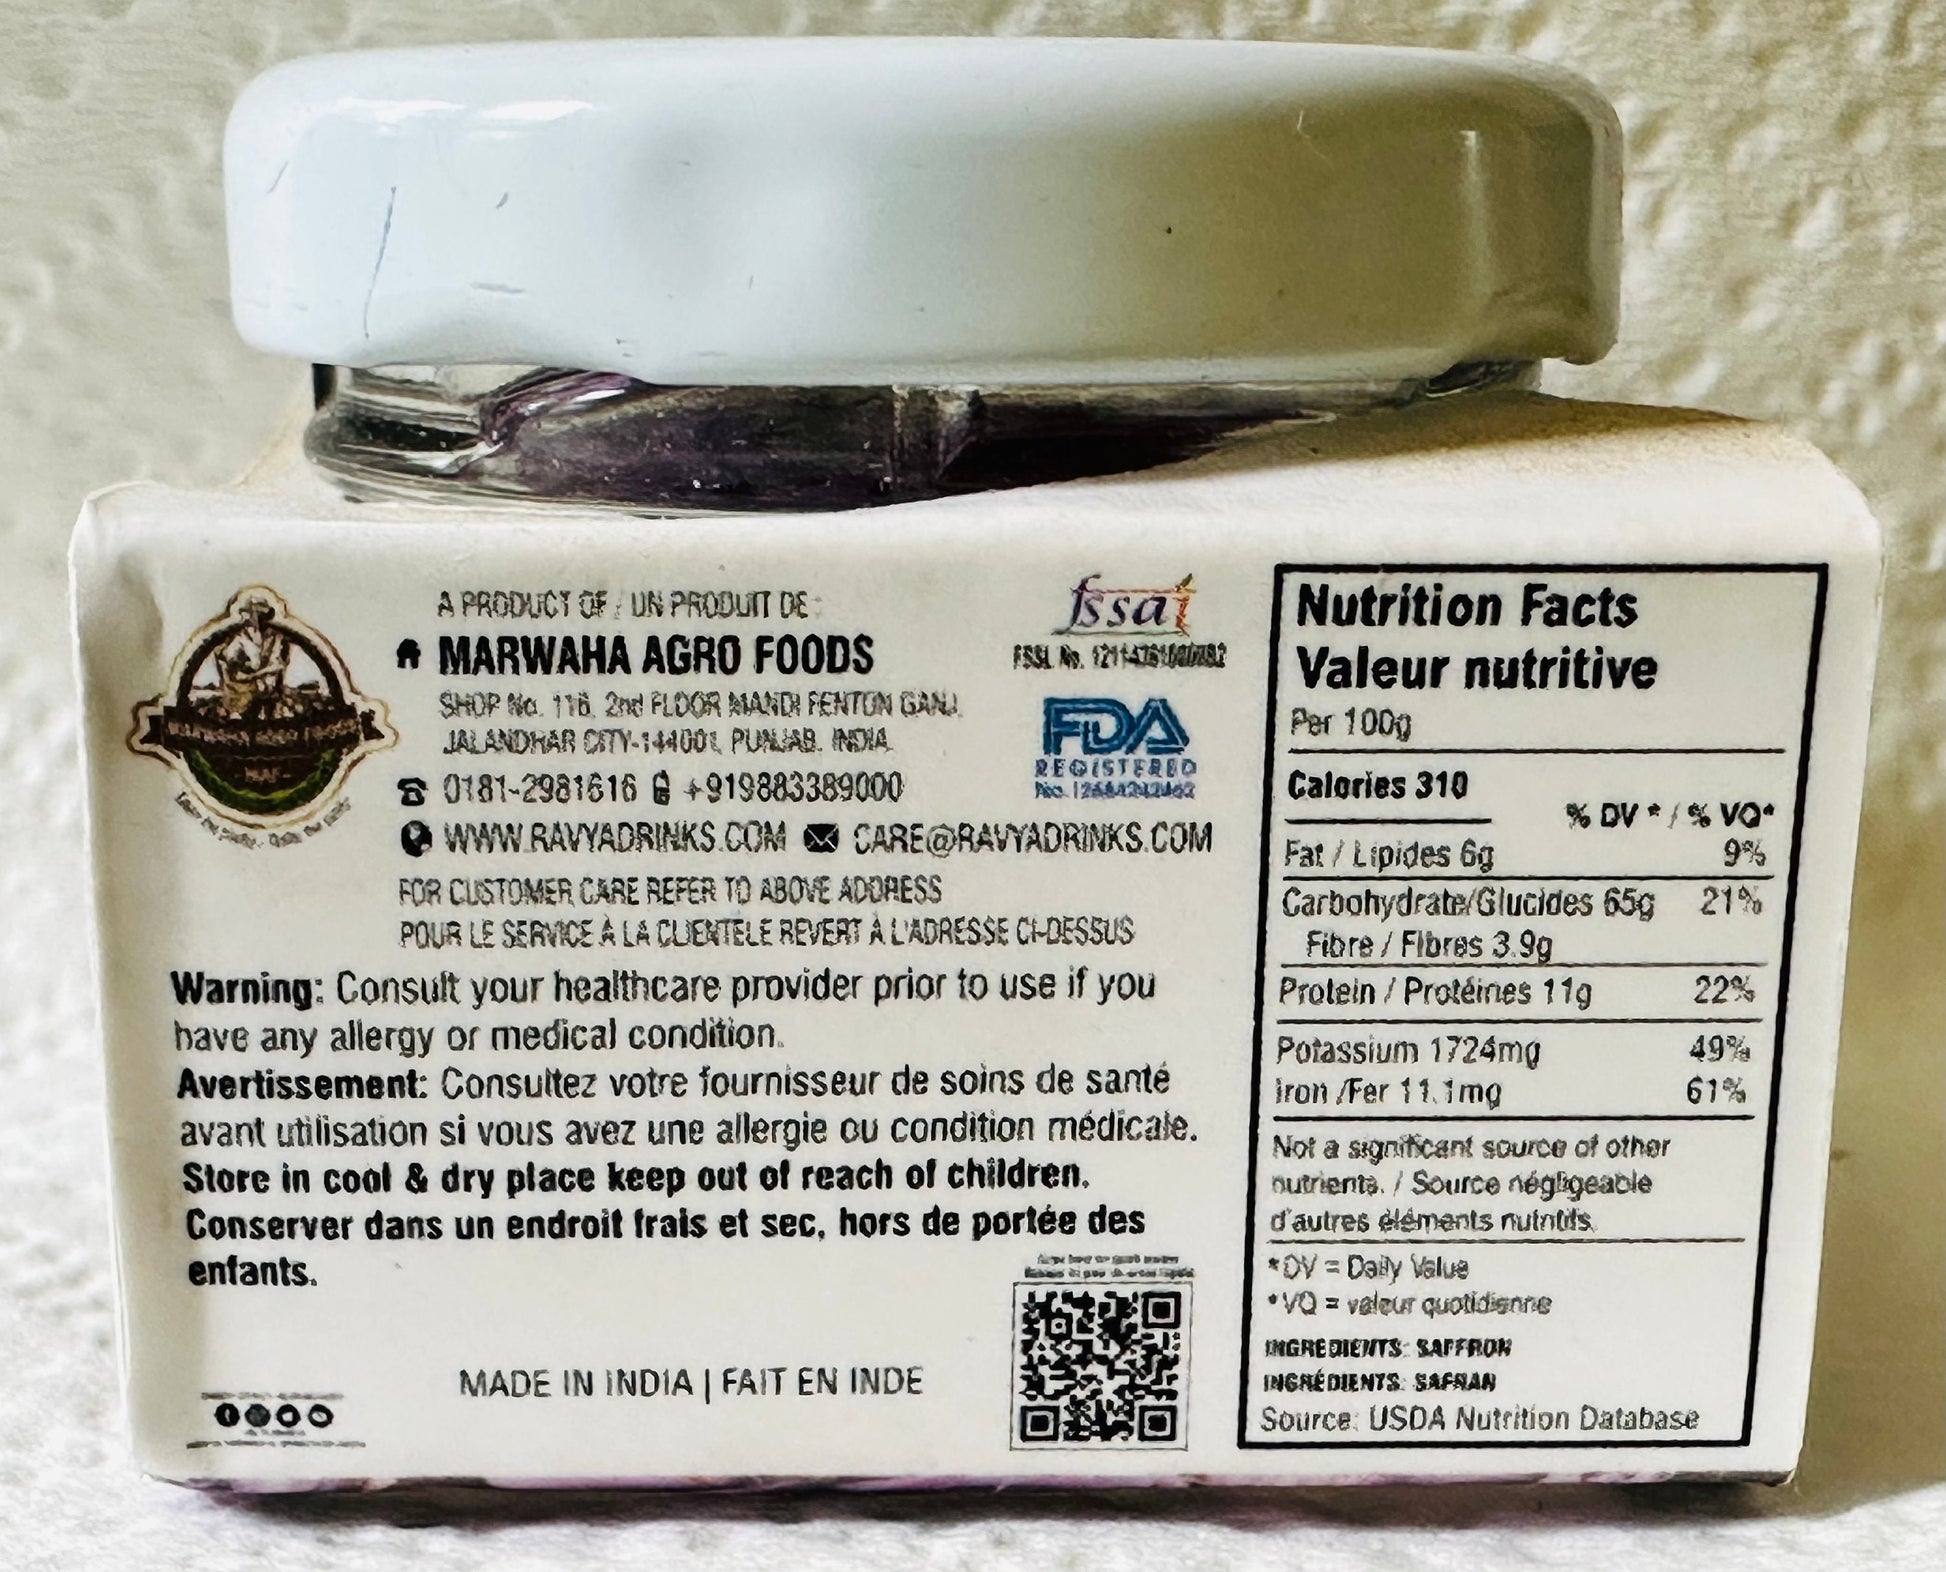 A PRODUCT OF / UN PRODUIT DE:
MARWAHA AGRO FOODS
SHOP No. 116, 2nd FLOOR MANDI FENTON GANJ,
JALANDHAR CITY-144001, PUNJAB. INDIA.
0181-2981616 +919883389000
WWW.RAVYADRINKS.COM CARE@RAVYADRINKS.COM
FOR CUSTOMER CARE REFER TO ABOVE ADDRESS
POUR LE SERVICE À LA CLIENTELE REVERT À L'ADRESSE CI-DESSUS
MARWAHA AGRO FOODS
fssai
FSSL No.
FDA
REGISTERED
No.
Warning: Consult your healthcare provider prior to use if you
have any allergy or medical condition.
Avertissement: Consultez votre fournisseur de soins de santé
avant utilisation si vous avez une allergie ou condition médicale.
Store in cool & dry place keep out of reach of children.
Conserver dans un endroit frais et sec, hors de portée des
enfants.
MADE IN INDIA | FAIT EN INDE
Nutrition Facts
Valeur nutritive
Per 100g
Calories 310
% DV * / % VQ*
Fat / Lipides 6g 9%
Carbohydrate/Glucides 65g 21%
Fibre / Fibres 3.9g
Protein / Protéines 11g 22%
Potassium 1724mg 49%
Iron /Fer 11.1mg 61%
Not a significant source of other
nutrients. / Source négligeable
d'autres éléments nutritifs.
*DV = Daily Value
*VQ = valeur quotidienne
INGREDIENTS: SAFFRON
INGRÉDIENTS: SAFRAN
Source: USDA Nutrition Database